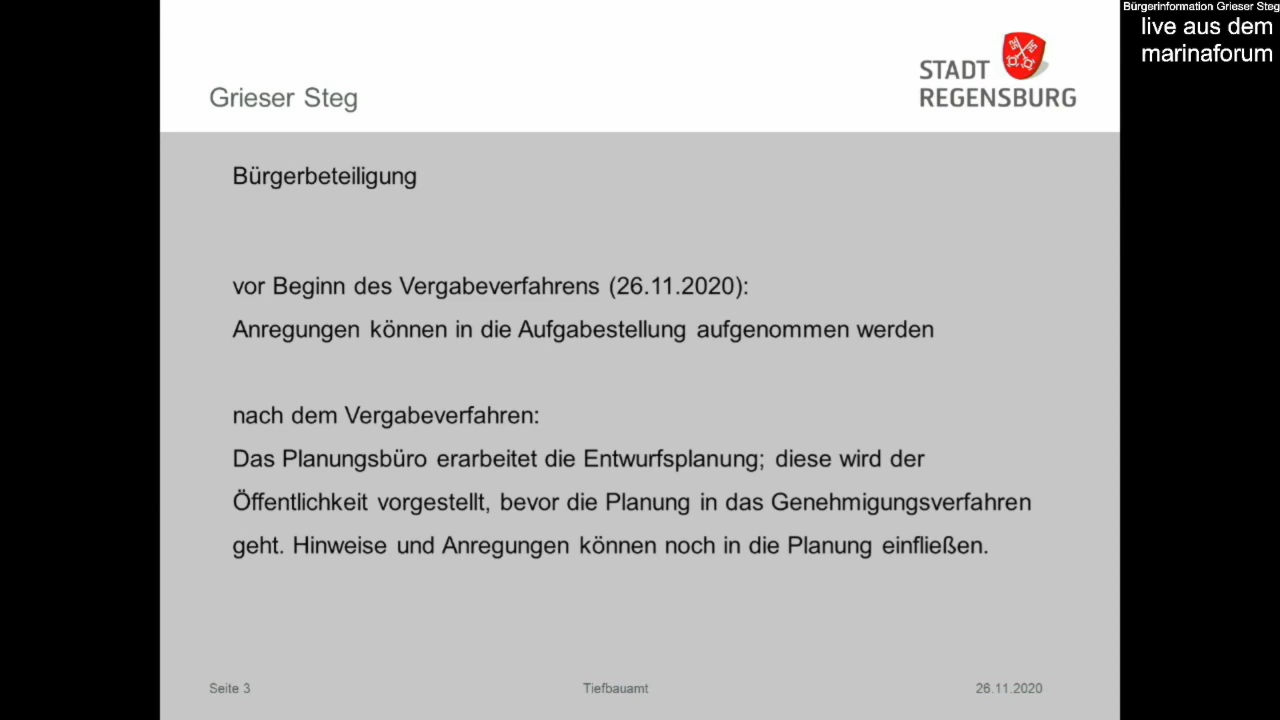 Bürgerinformation Grieser Steg
live aus dem
marinaforum
STADT
REGENSBURG
Grieser Steg
Bürgerbeteiligung
vor Beginn des Vergabeverfahrens (26.11.2020):
Anregungen können in die Aufgabestellung aufgenommen werden
nach dem Vergabeverfahren:
Das Planungsbüro erarbeitet die Entwurfsplanung; diese wird der
Öffentlichkeit vorgestellt, bevor die Planung in das Genehmigungsverfahren
geht. Hinweise und Anregungen können noch in die Planung einfließen.
Seite 3
Tiefbauamt
26.11.2020